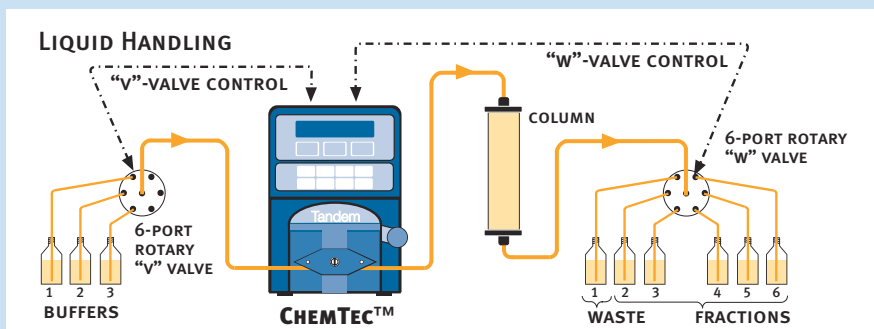 LIQUID HANDLING
“V”-VALVE CONTROL
“W”-VALVE CONTROL
COLUMN
6-PORT ROTARY
“W” VALVE
Tandem
6-PORT
ROTARY
“V” VALVE
1 2 3
BUFFERS
CHEMTEC™
1 2 3 4 5 6
WASTE FRACTIONS